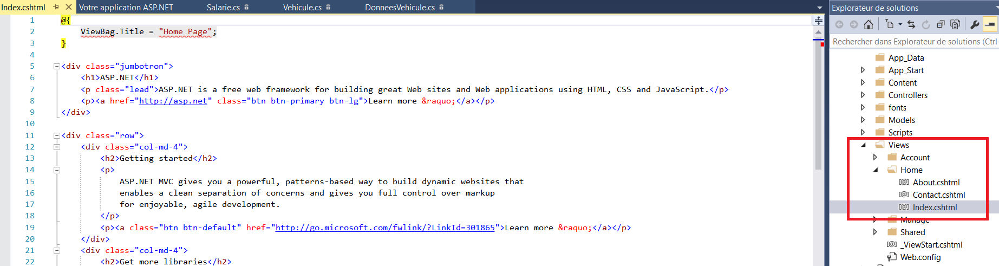 Index.cshtml Votre application ASP.NET Salarie.cs Vehicule.cs DonneesVehicule.cs
1 @{
2 ViewBag.Title = "Home Page";
3 }
4
5 <div class="jumbotron">
6 <h1>ASP.NET</h1>
7 <p class="lead">ASP.NET is a free web framework for building great Web sites and Web applications using HTML, CSS and JavaScript.</p>
8 <p><a href="http://asp.net" class="btn btn-primary btn-lg">Learn more &raquo;</a></p>
9 </div>
10
11 <div class="row">
12 <div class="col-md-4">
13 <h2>Getting started</h2>
14 <p>
15 ASP.NET MVC gives you a powerful, patterns-based way to build dynamic websites that
16 enables a clean separation of concerns and gives you full control over markup
17 for enjoyable, agile development.
18 </p>
19 <p><a class="btn btn-default" href="http://go.microsoft.com/fwlink/?LinkId=301865">Learn more &raquo;</a></p>
20 </div>
21 <div class="col-md-4">
22 <h2>Get more libraries</h2>
Explorateur de solutions
Rechercher dans Explorateur de solutions (Ctrl-
App_Data
App_Start
Content
Controllers
fonts
Models
Scripts
Views
Account
Home
About.cshtml
Contact.cshtml
Index.cshtml
Manage
Shared
_ViewStart.cshtml
Web.config